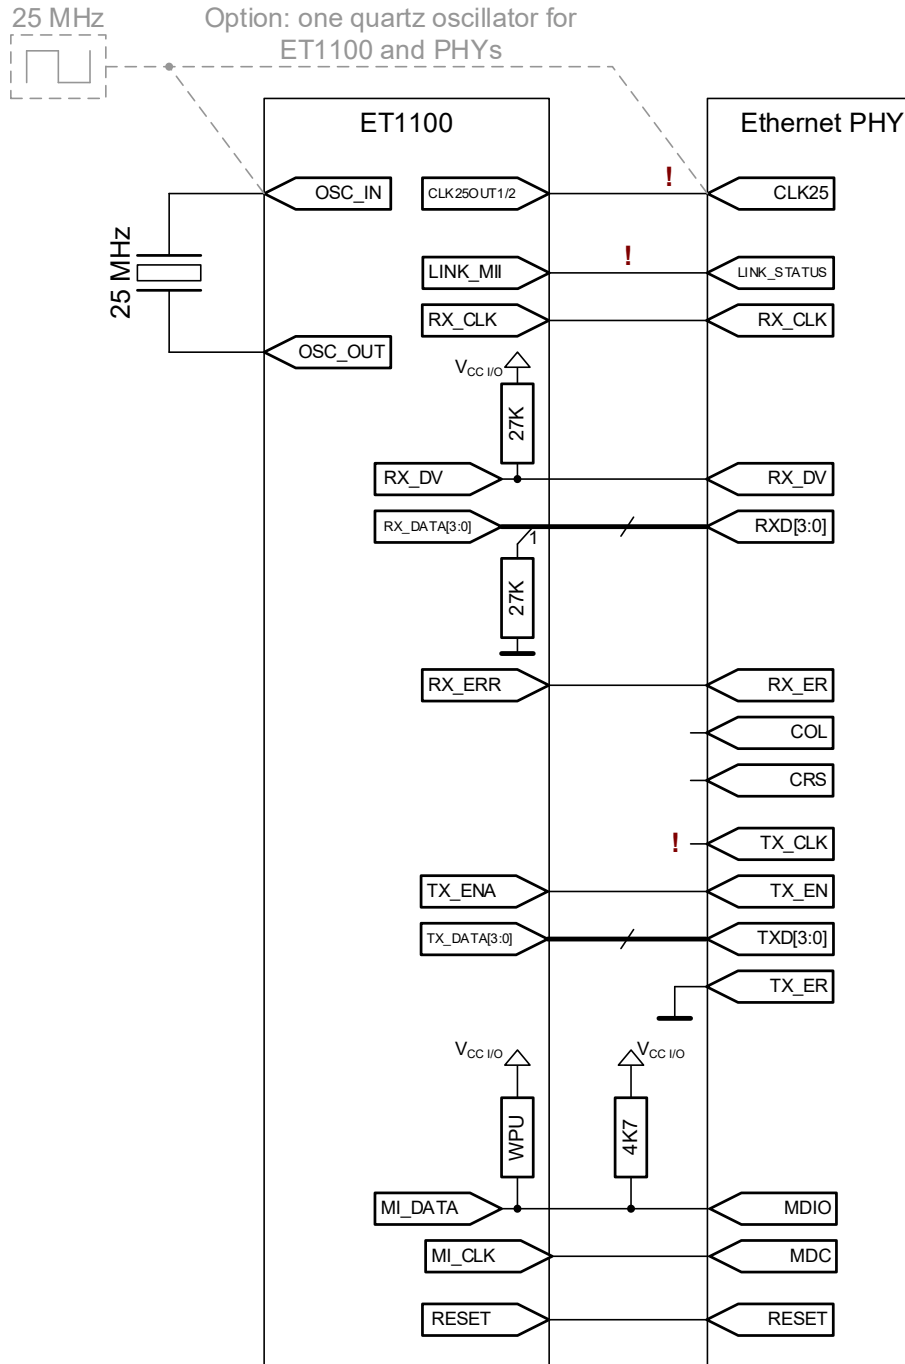 25 MHz
Option: one quartz oscillator for
ET1100 and PHYs
ET1100
Ethernet PHY
!
OSC_IN
CLK25OUT1/2
CLK25
25 MHz
!
LINK_MII
LINK_STATUS
RX_CLK
RX_CLK
OSC_OUT
VCC I/O
27K
RX_DV
RX_DV
RX_DATA[3:0]
RXD[3:0]
1
27K
RX_ERR
RX_ER
COL
CRS
!
TX_CLK
TX_ENA
TX_EN
TX_DATA[3:0]
TXD[3:0]
TX_ER
VCC I/O
VCC I/O
WPU
4K7
MI_DATA
MDIO
MI_CLK
MDC
RESET
RESET